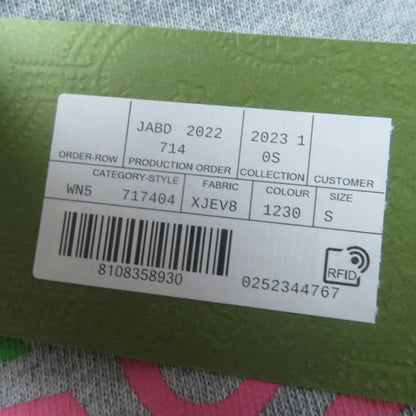 JABD 2022 2023 1
714 0S
ORDER-ROW PRODUCTION ORDER COLLECTION CUSTOMER
CATEGORY-STYLE FABRIC COLOUR SIZE
WN5 717404 XJEV8 1230 S
8108358930 0252344767
RFID